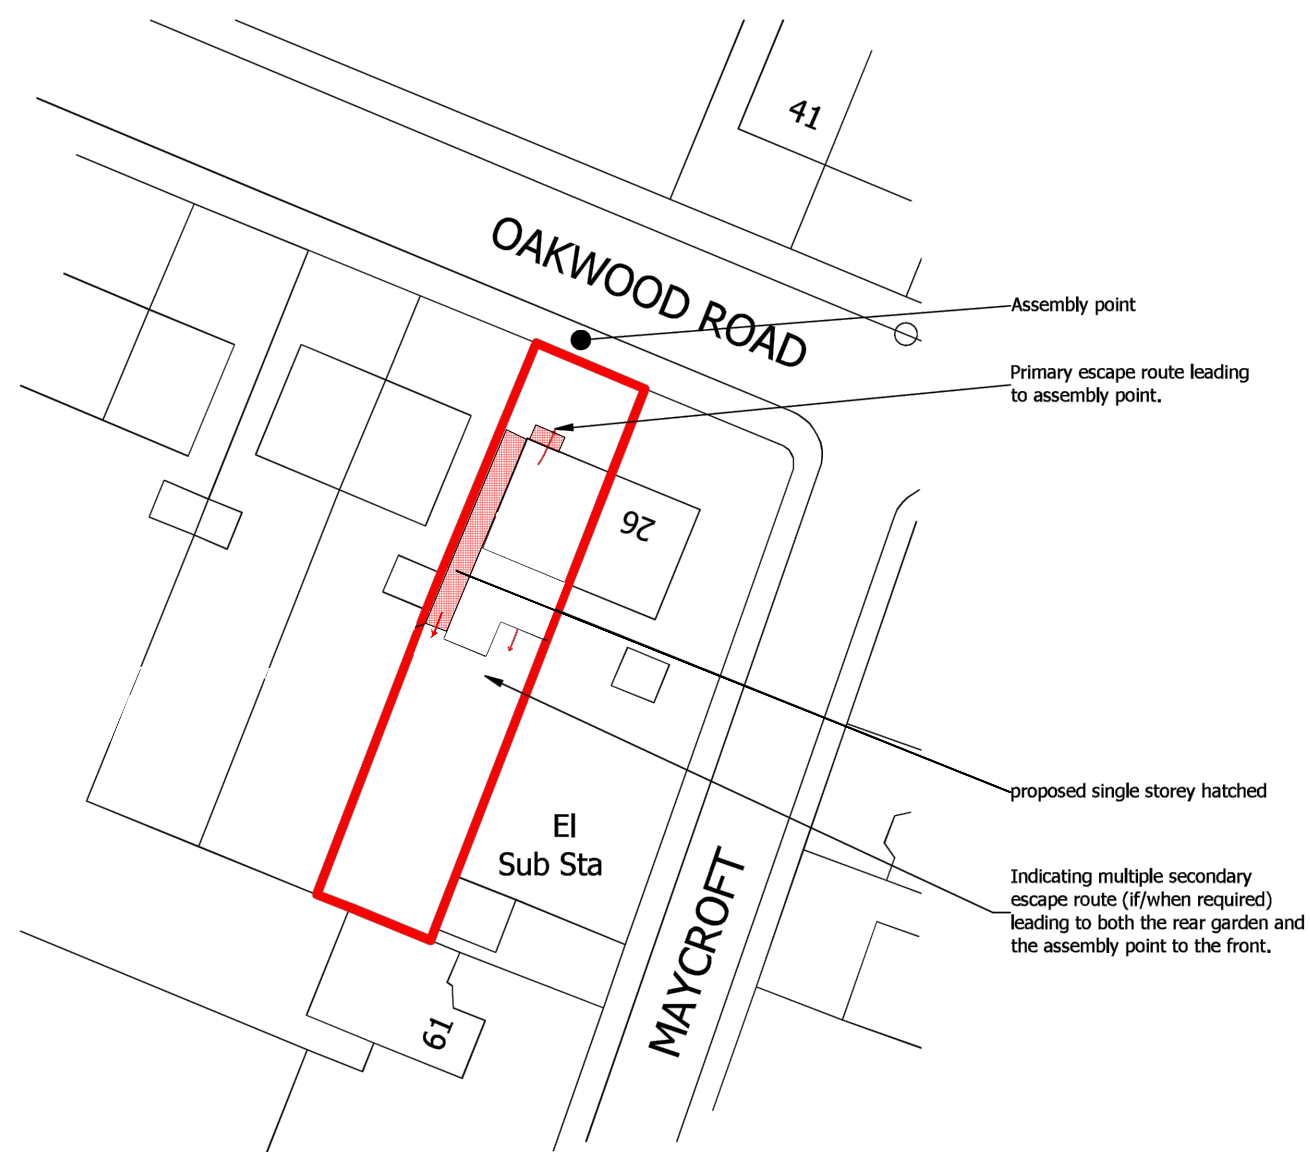 41
OAKWOOD ROAD
Assembly point
Primary escape route leading
to assembly point.
26
proposed single storey hatched
El
Sub Sta
Indicating multiple secondary
escape route (if/when required)
leading to both the rear garden and
the assembly point to the front.
MAYCROFT
61